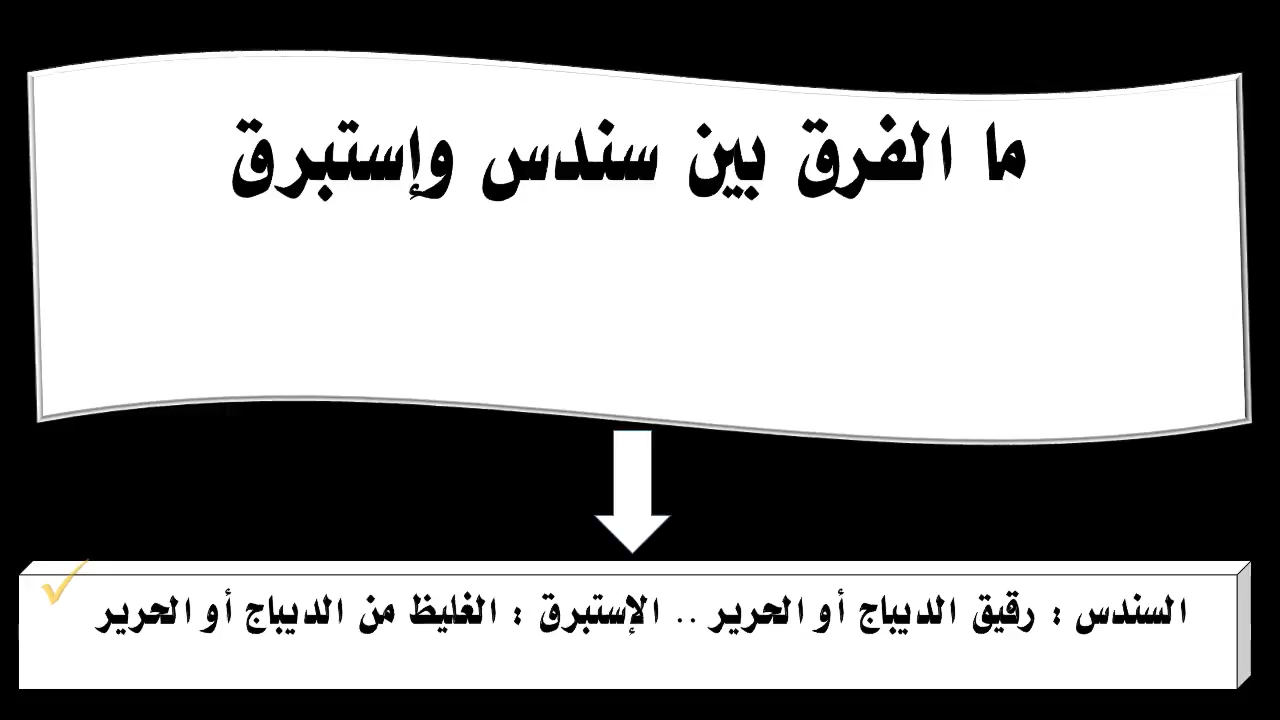 ما الفرق بين سندس وإستبرق
السندس : رقيق الديباج أو الحرير .. الإستبرق : الغليظ من الديباج أو الحرير